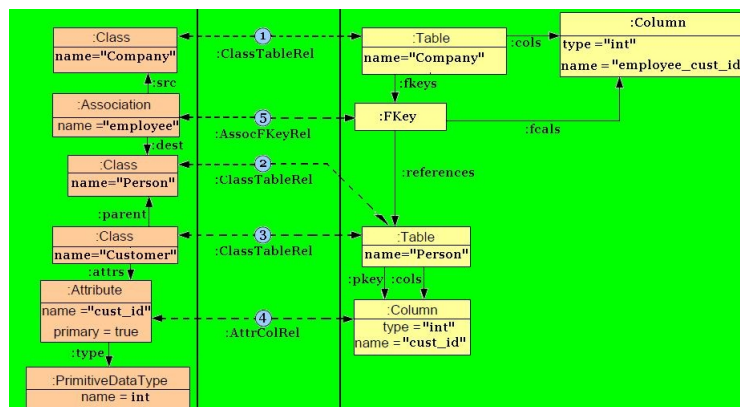 :Class
name="Company"
:src
:Association
name ="employee"
:dest
:Class
name="Person"
:parent
:Class
name="Customer"
:attrs
:Attribute
name ="cust_id"
primary = true
:type
:PrimitiveDataType
name = int
1
:ClassTableRel
5
:AssocFKeyRel
2
:ClassTableRel
3
:ClassTableRel
4
:AttrColRel
:Table
name="Company"
:cols
:Column
type ="int"
name ="employee_cust_id"
:fkeys
:FKey
:fcals
:references
:Table
name="Person"
:pkey :cols
:Column
type ="int"
name ="cust_id"